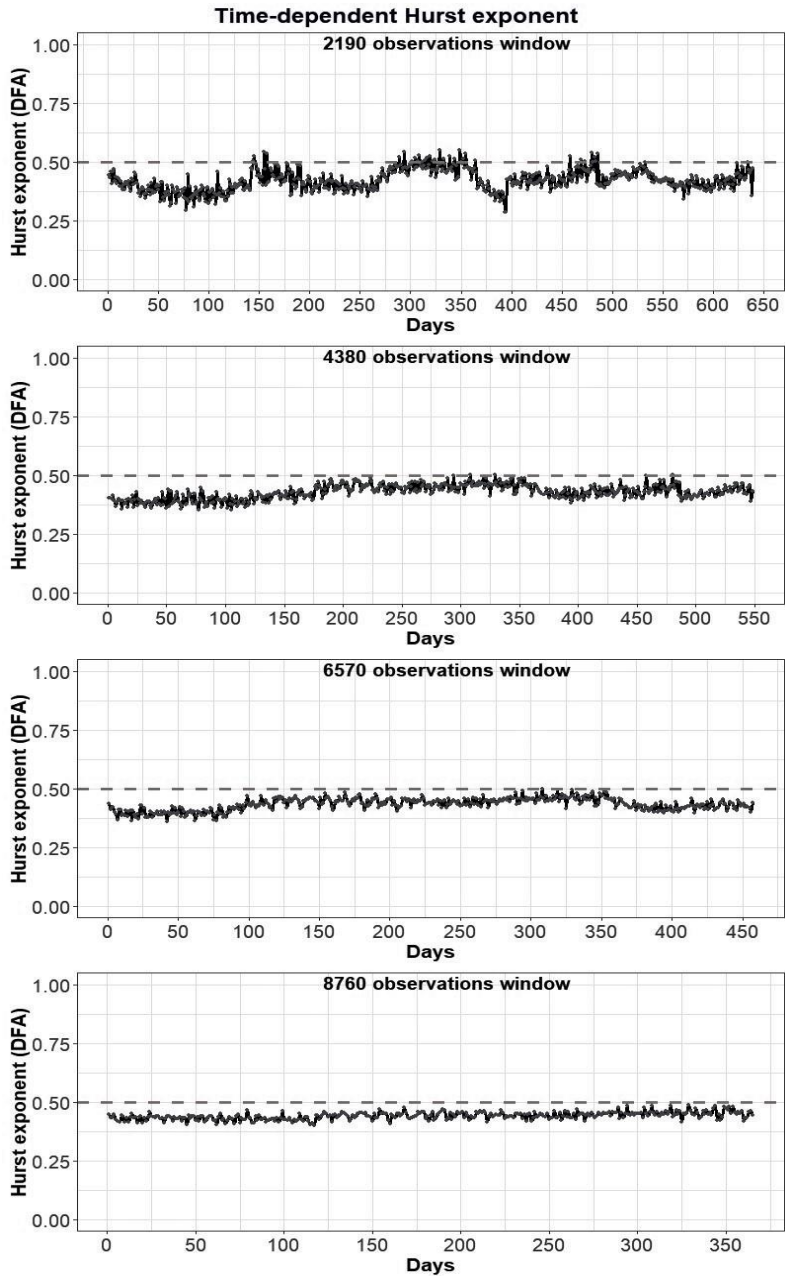 Time-dependent Hurst exponent
2190 observations window
Hurst exponent (DFA)
1.00
0.75
0.50
0.25
0.00
0 50 100 150 200 250 300 350 400 450 500 550 600 650
Days
4380 observations window
Hurst exponent (DFA)
1.00
0.75
0.50
0.25
0.00
0 50 100 150 200 250 300 350 400 450 500 550
Days
6570 observations window
Hurst exponent (DFA)
1.00
0.75
0.50
0.25
0.00
0 50 100 150 200 250 300 350 400 450
Days
8760 observations window
Hurst exponent (DFA)
1.00
0.75
0.50
0.25
0.00
0 50 100 150 200 250 300 350
Days